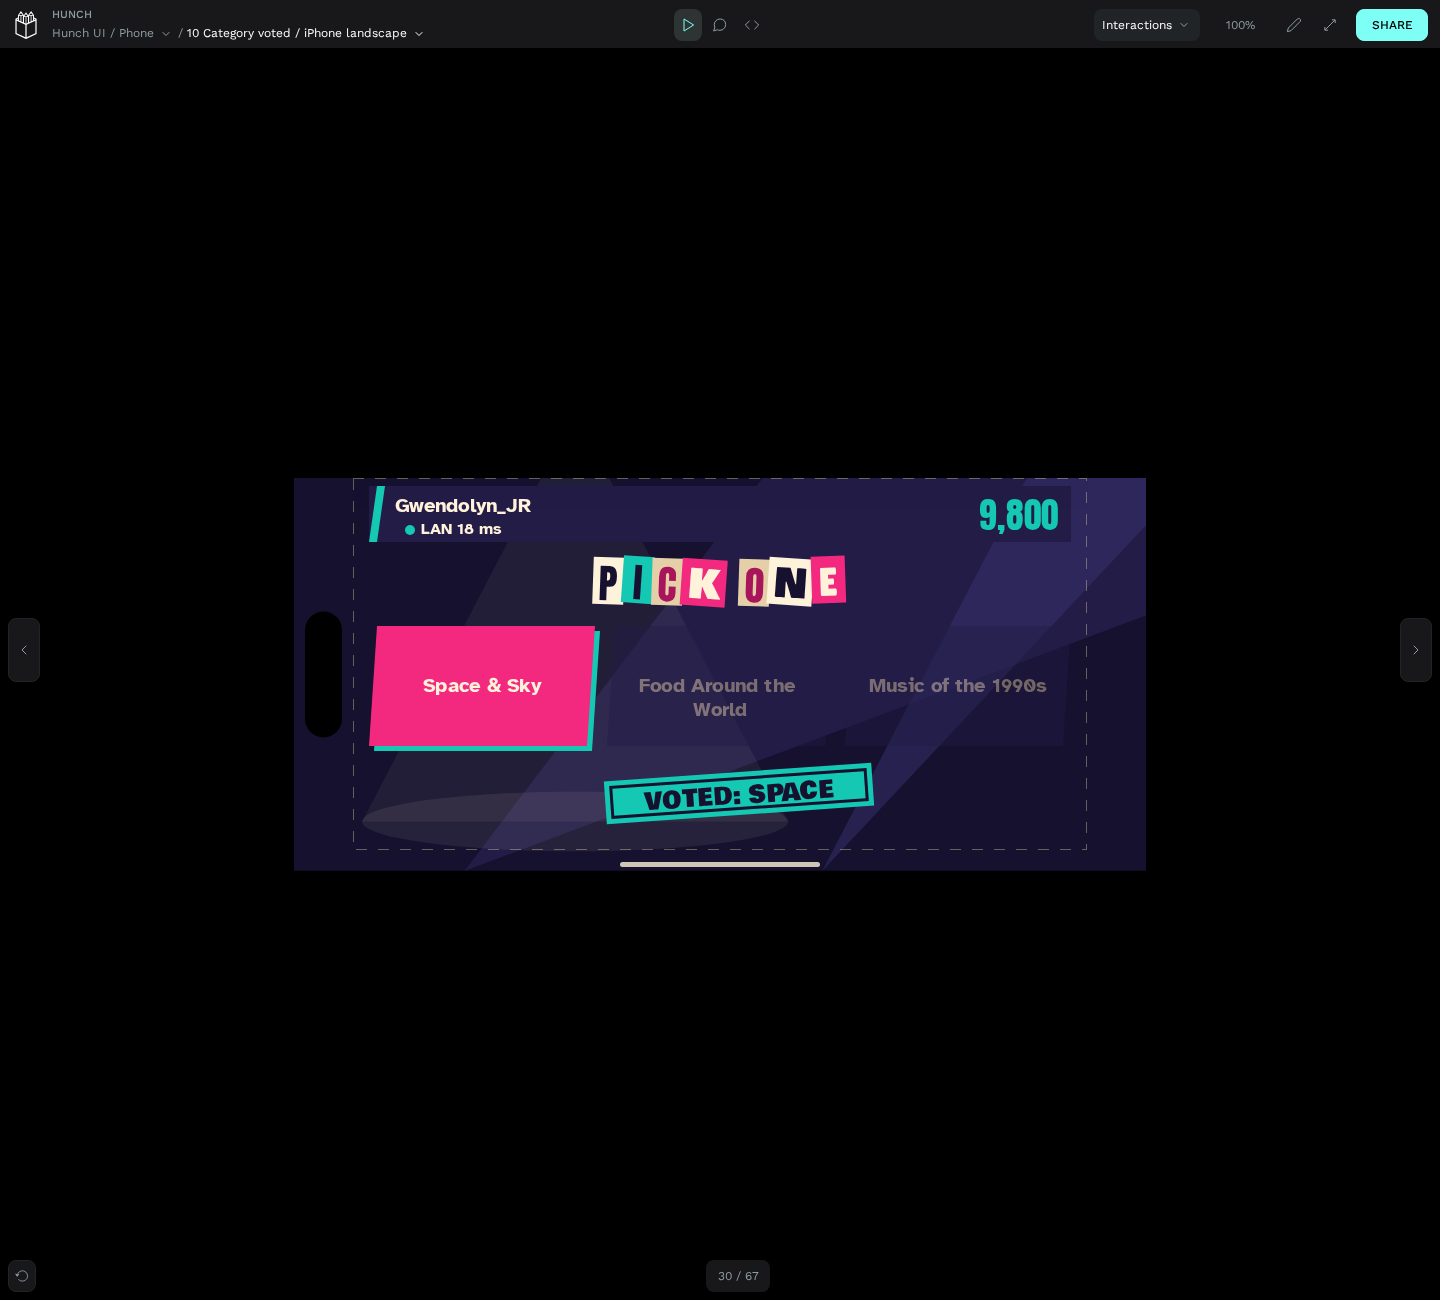 HUNCH
Hunch UI / Phone / 10 Category voted / iPhone landscape
Interactions
100%
SHARE
Gwendolyn_JR
LAN 18 ms
9,800
PICK ONE
Space & Sky
Food Around the
World
Music of the 1990s
VOTED: SPACE
30 / 67